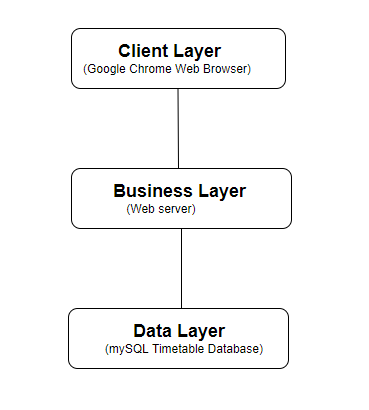 Client Layer
(Google Chrome Web Browser)
Business Layer
(Web server)
Data Layer
(mySQL Timetable Database)